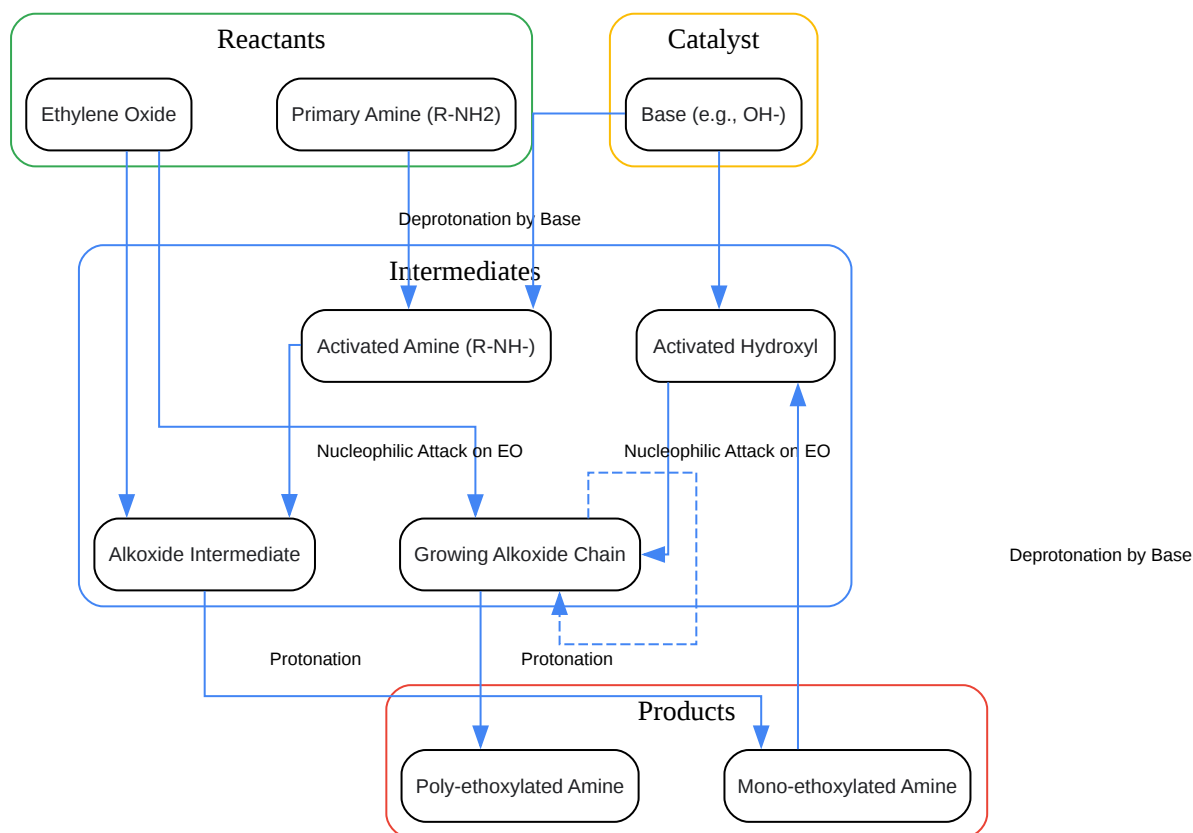 Reactants
Catalyst
Ethylene Oxide
Primary Amine (R-NH2)
Base (e.g., OH-)
Deprotonation by Base
Intermediates
Activated Amine (R-NH-)
Activated Hydroxyl
Nucleophilic Attack on EO
Nucleophilic Attack on EO
Alkoxide Intermediate
Growing Alkoxide Chain
Deprotonation by Base
Protonation
Protonation
Products
Poly-ethoxylated Amine
Mono-ethoxylated Amine